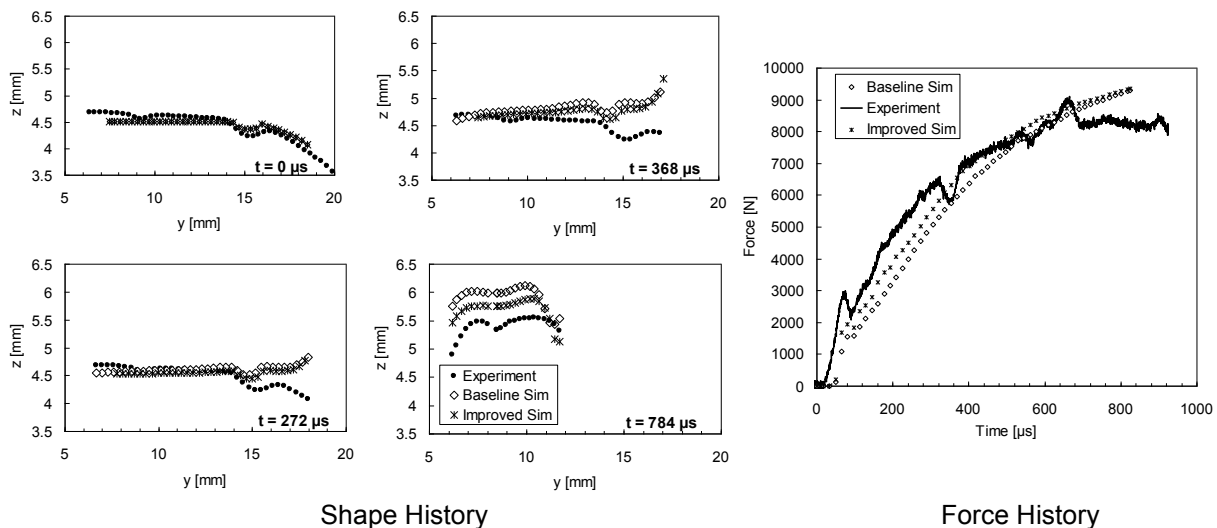 6.5
6
5.5
5
4.5
4
3.5
z [mm]
t = 0 µs
5 10 15 20
y [mm]
6.5
6
5.5
5
4.5
4
3.5
z [mm]
t = 368 µs
5 10 15 20
y [mm]
6.5
6
5.5
5
4.5
4
3.5
z [mm]
t = 272 µs
5 10 15 20
y [mm]
6.5
6
5.5
5
4.5
4
3.5
z [mm]
Experiment
Baseline Sim
Improved Sim
t = 784 µs
5 10 15 20
y [mm]
Shape History
10000
9000
8000
7000
6000
5000
4000
3000
2000
1000
0
Force [N]
Baseline Sim
Experiment
Improved Sim
0 200 400 600 800 1000
Time [µs]
Force History